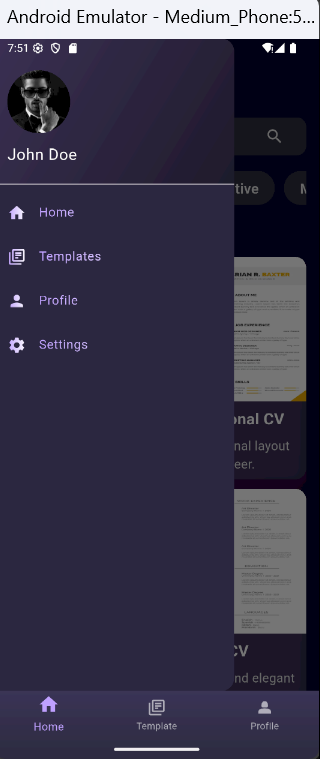 Android Emulator - Medium_Phone:5...
7:51
John Doe
Home
Templates
Profile
Settings
tive
M
RIAN R. BAXTER
onal CV
nal layout
eer.
CV
nd elegant
Home
Template
Profile